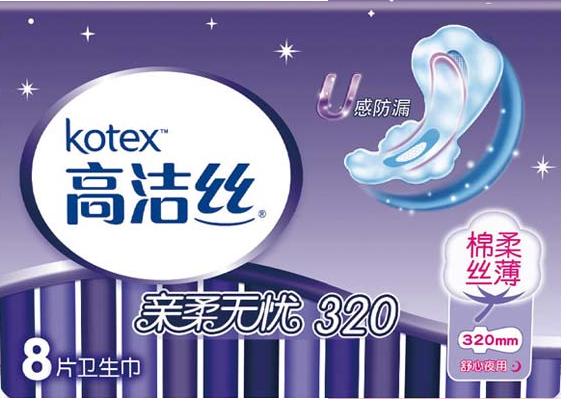 kotex™
高洁丝®
U感防漏
棉柔
丝薄
320mm
舒心夜用
亲柔无忧 320
8片卫生巾